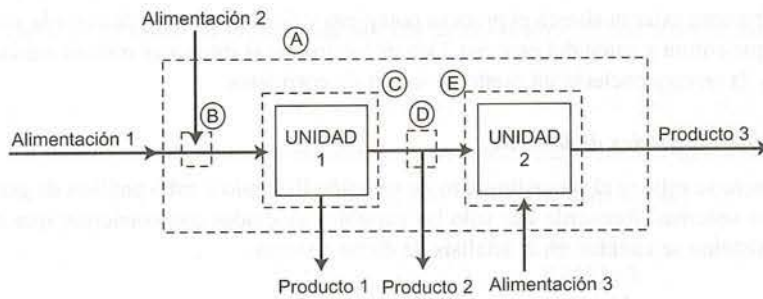 Alimentación 2
A
B
C
D
E
Alimentación 1
UNIDAD
1
UNIDAD
2
Producto 3
Producto 1
Producto 2
Alimentación 3